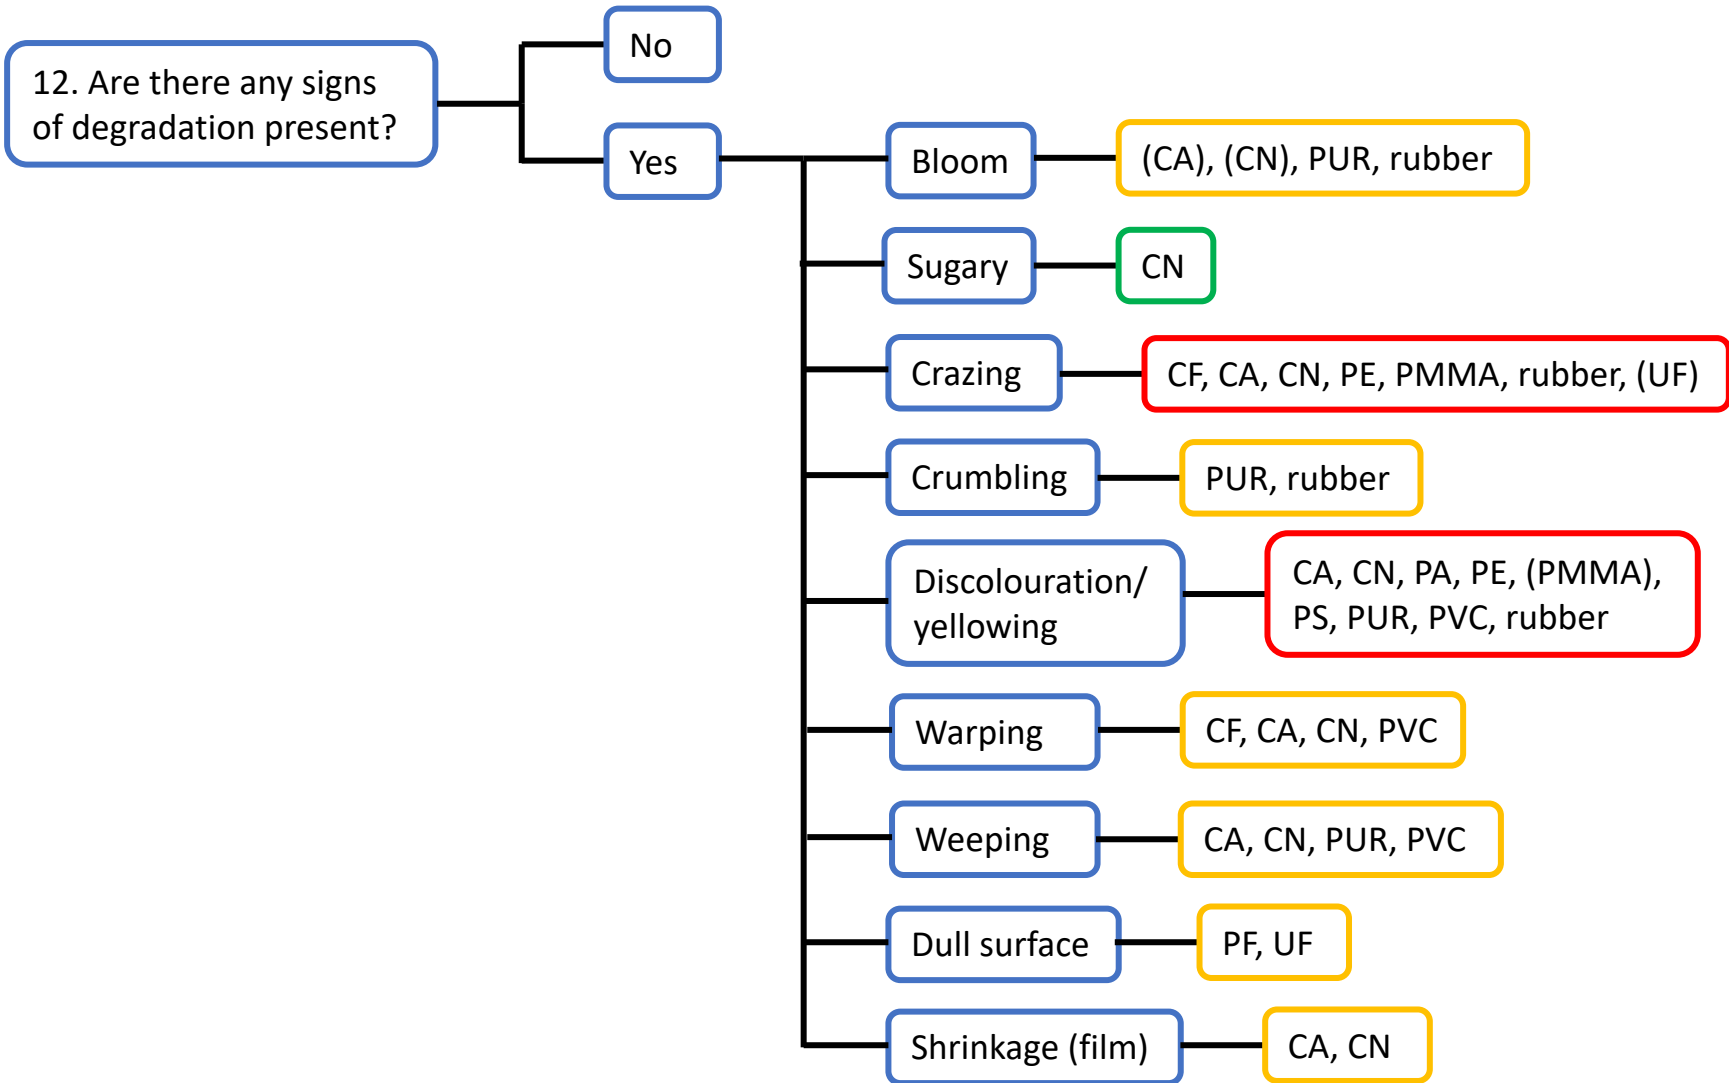 12. Are there any signs
of degradation present?
No
Yes
Bloom
(CA), (CN), PUR, rubber
Sugary
CN
Crazing
CF, CA, CN, PE, PMMA, rubber, (UF)
Crumbling
PUR, rubber
Discolouration/
yellowing
CA, CN, PA, PE, (PMMA),
PS, PUR, PVC, rubber
Warping
CF, CA, CN, PVC
Weeping
CA, CN, PUR, PVC
Dull surface
PF, UF
Shrinkage (film)
CA, CN